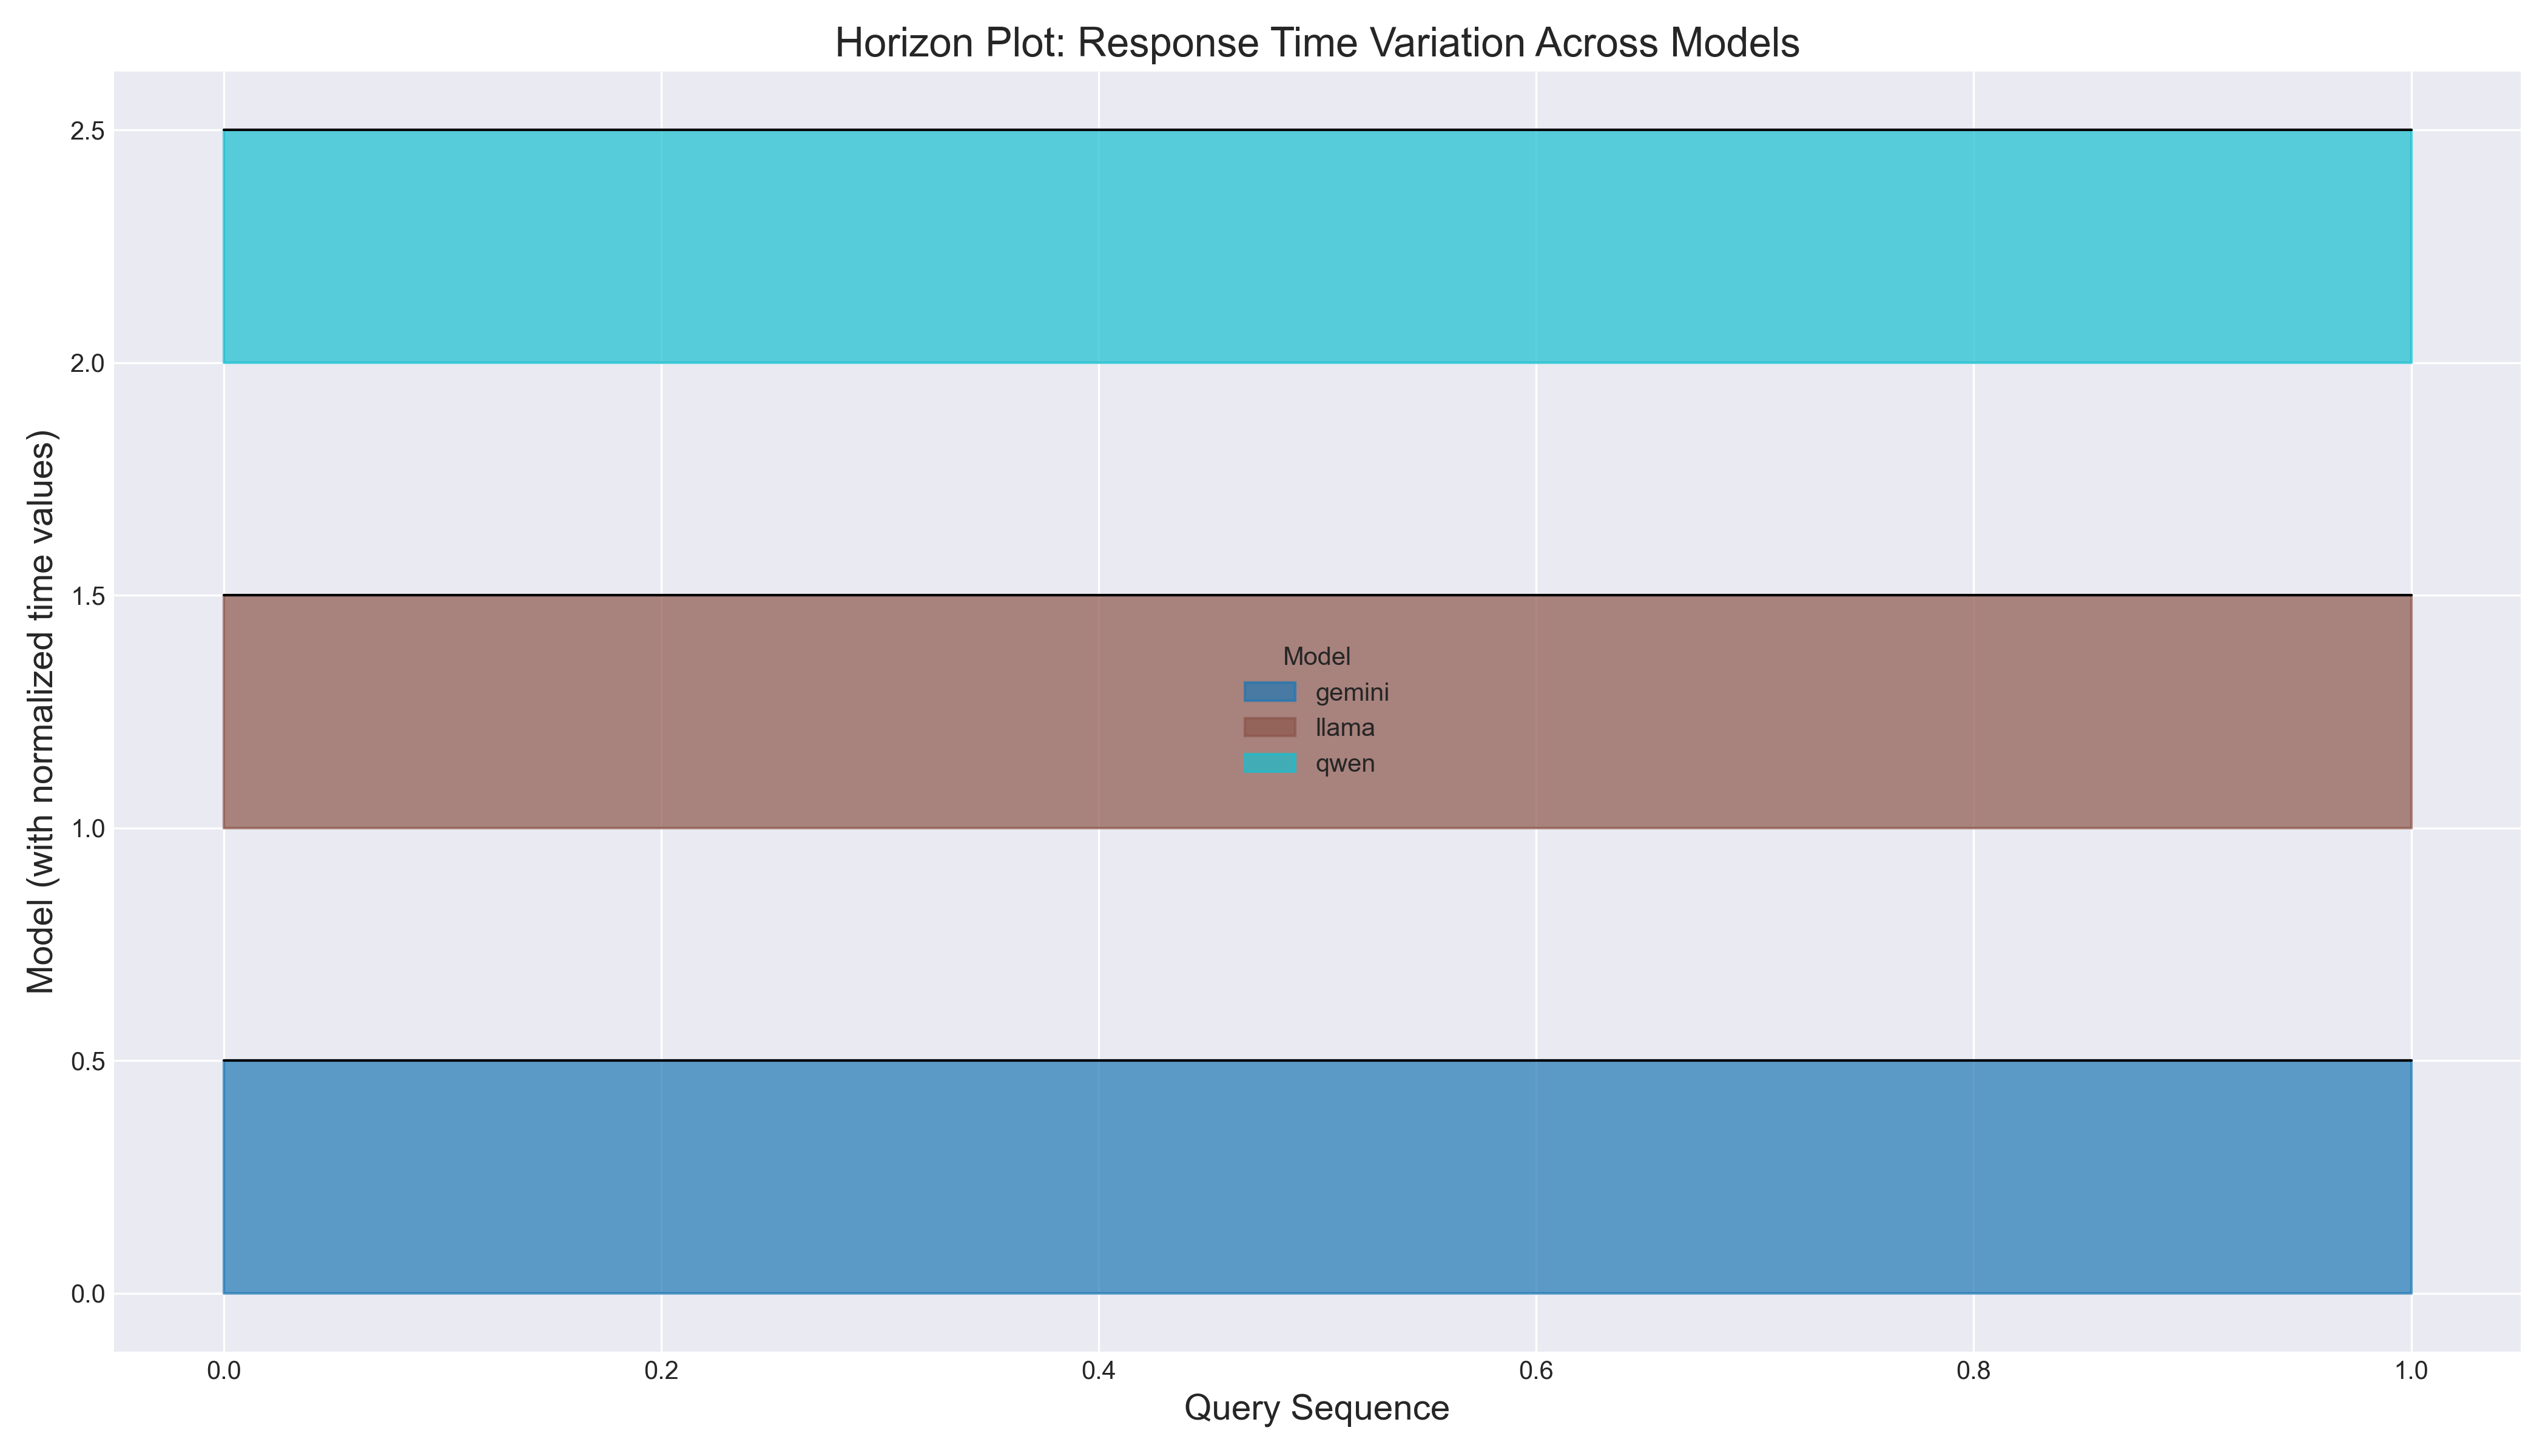 Horizon Plot: Response Time Variation Across Models
Model (with normalized time values)
2.5
2.0
1.5
1.0
0.5
0.0
Model
gemini
llama
qwen
0.0 0.2 0.4 0.6 0.8 1.0
Query Sequence